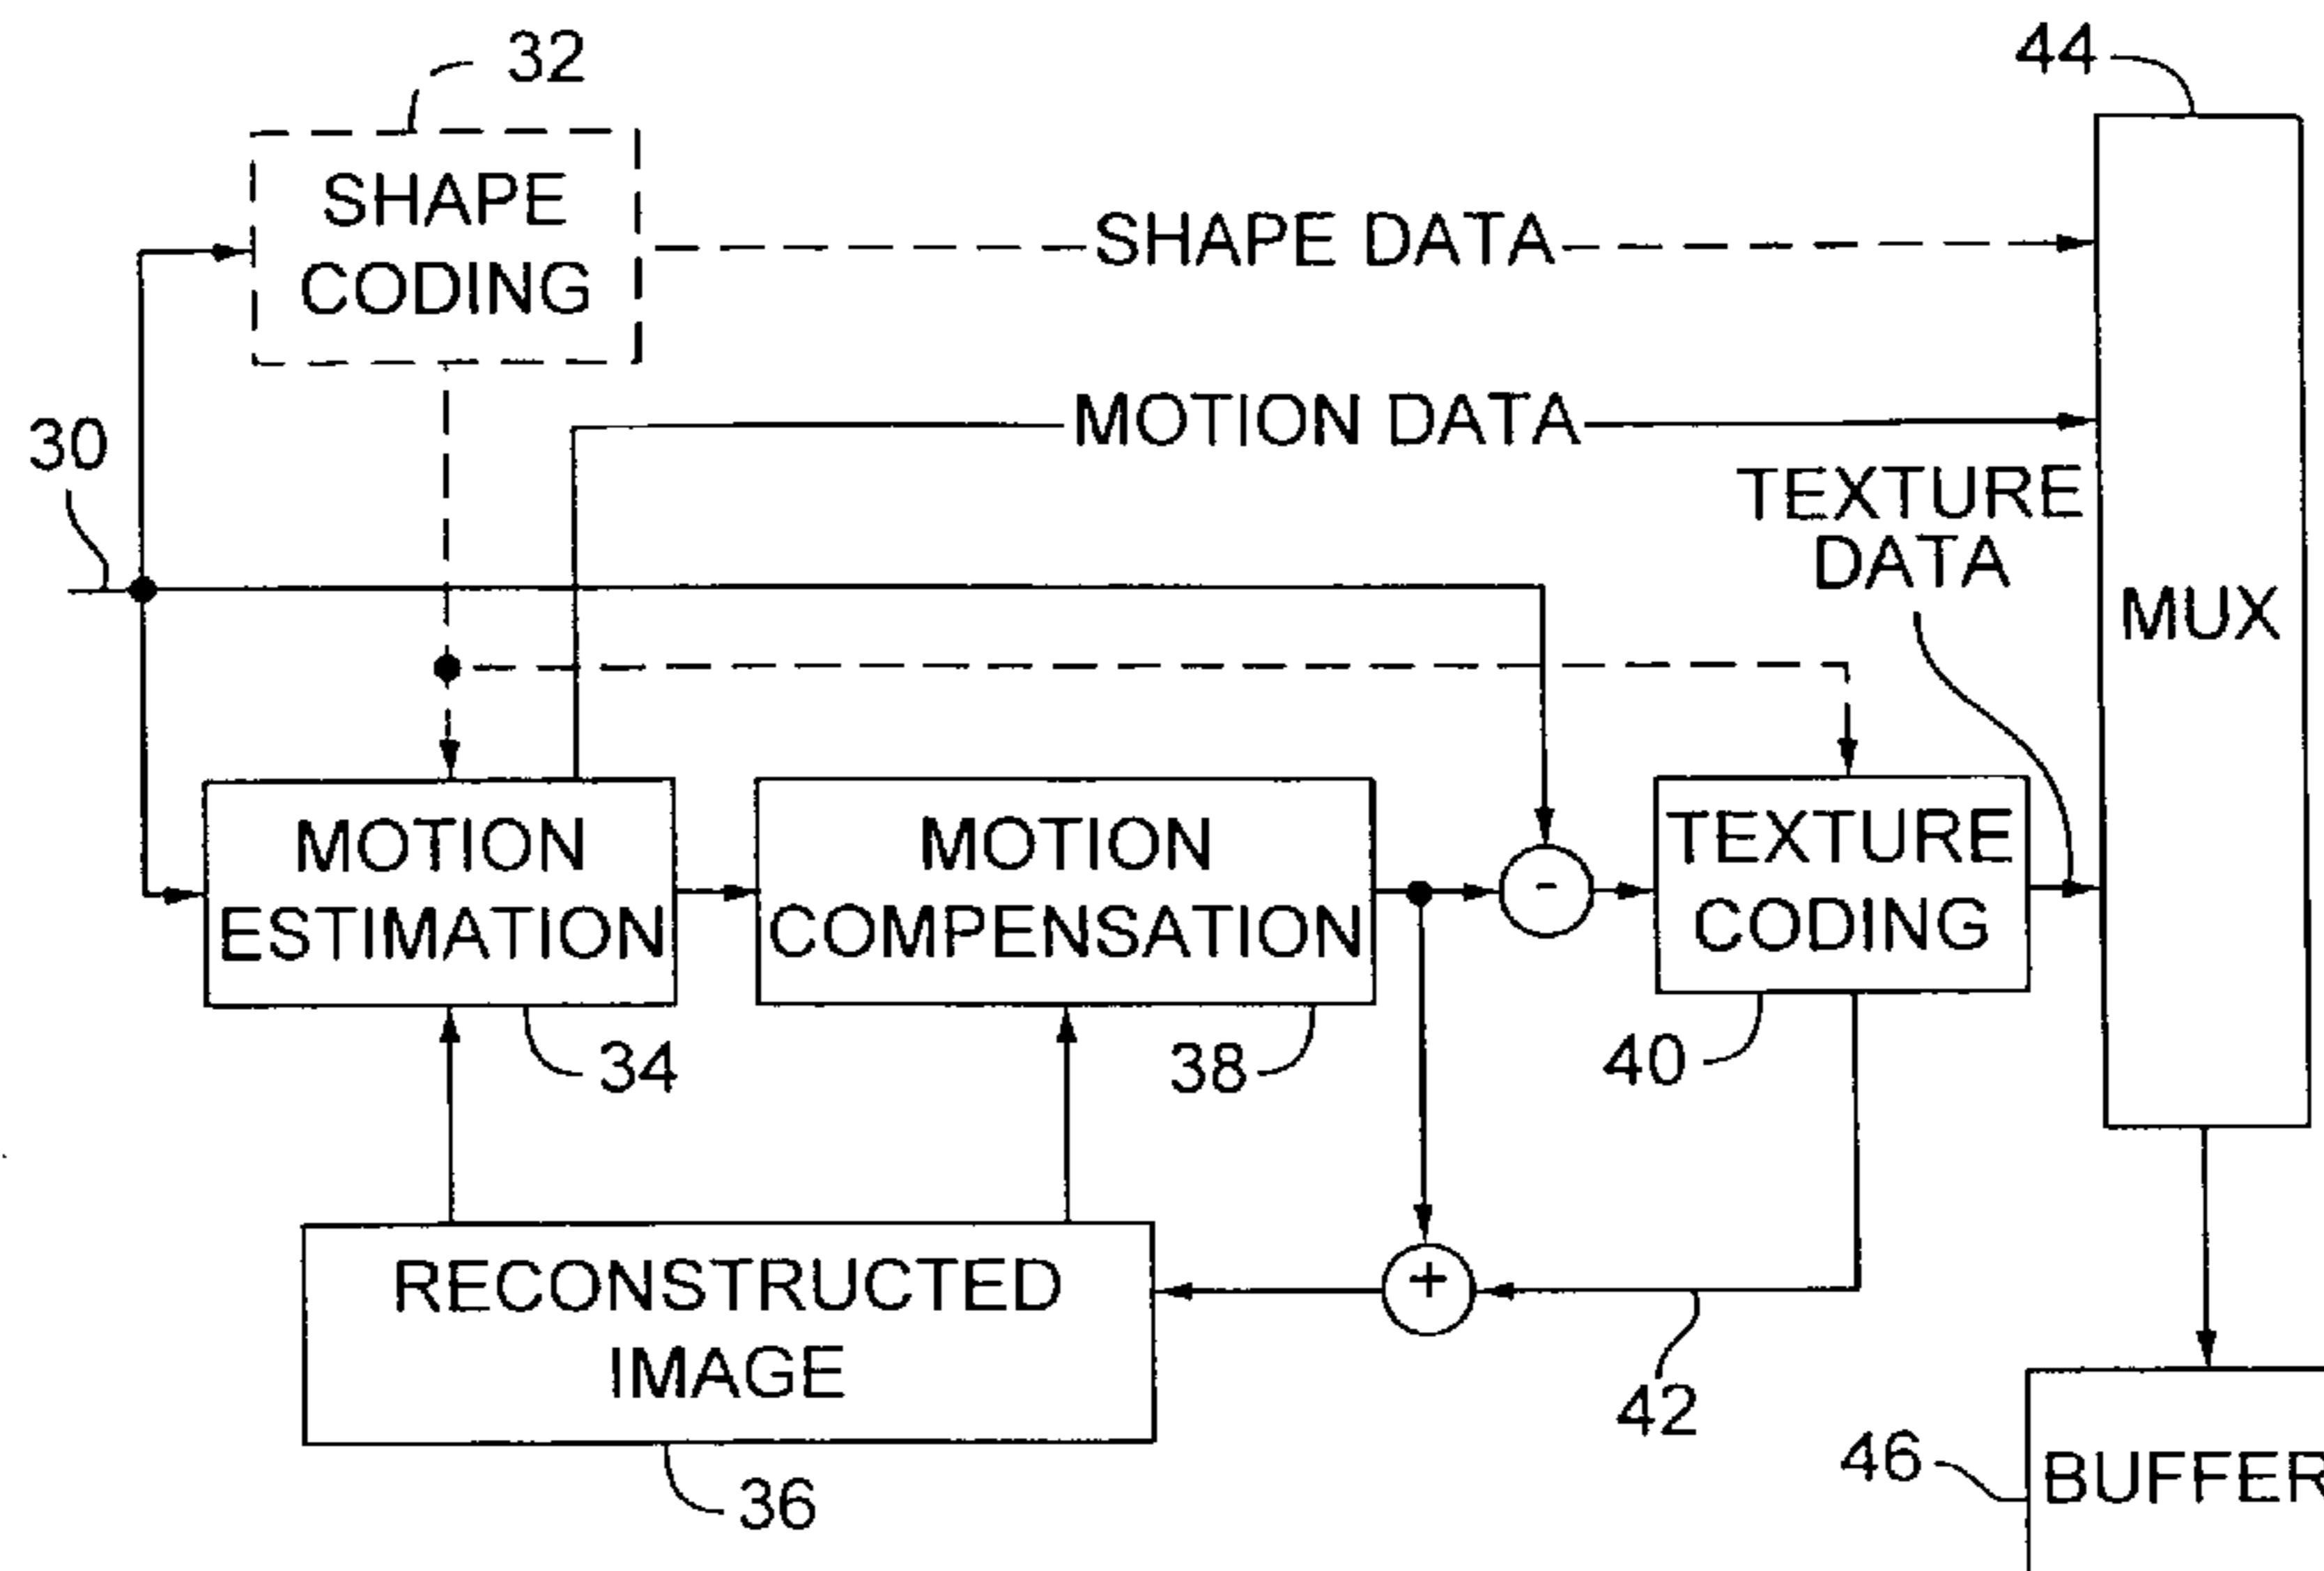 32
44
SHAPE
CODING
SHAPE DATA
30
MOTION DATA
TEXTURE
DATA
MUX
MOTION
ESTIMATION
MOTION
COMPENSATION
-
TEXTURE
CODING
34
38
40
RECONSTRUCTED
IMAGE
+
42
36
46
BUFFER